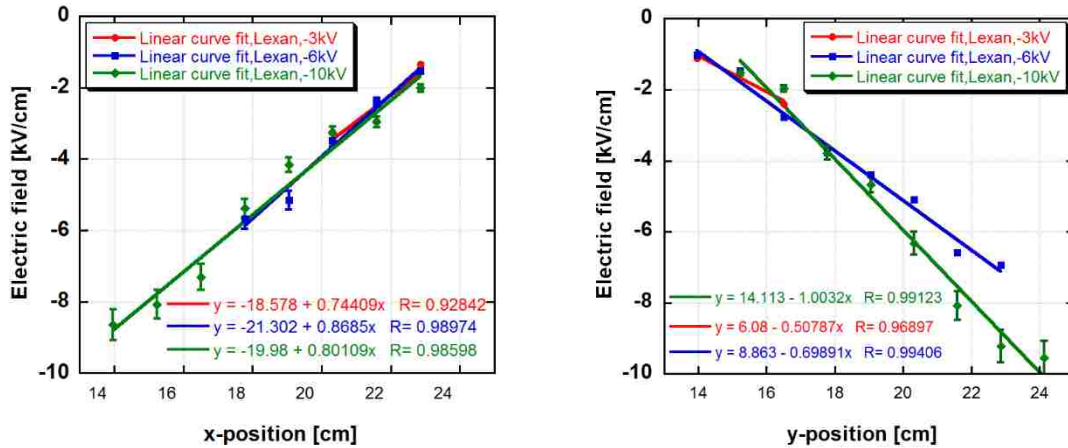 Linear curve fit,Lexan,-3kV
Linear curve fit,Lexan,-6kV
Linear curve fit,Lexan,-10kV
Electric field [kV/cm]
0
-2
-4
-6
-8
-10
y = -18.578 + 0.74409x R= 0.92842
y = -21.302 + 0.8685x R= 0.98974
y = -19.98 + 0.80109x R= 0.98598
14 16 18 20 22 24
x-position [cm]
Linear curve fit,Lexan,-3kV
Linear curve fit,Lexan,-6kV
Linear curve fit,Lexan,-10kV
Electric field [kV/cm]
0
-2
-4
-6
-8
-10
y = 14.113 - 1.0032x R= 0.99123
y = 6.08 - 0.50787x R= 0.96897
y = 8.863 - 0.69891x R= 0.99406
14 16 18 20 22 24
y-position [cm]